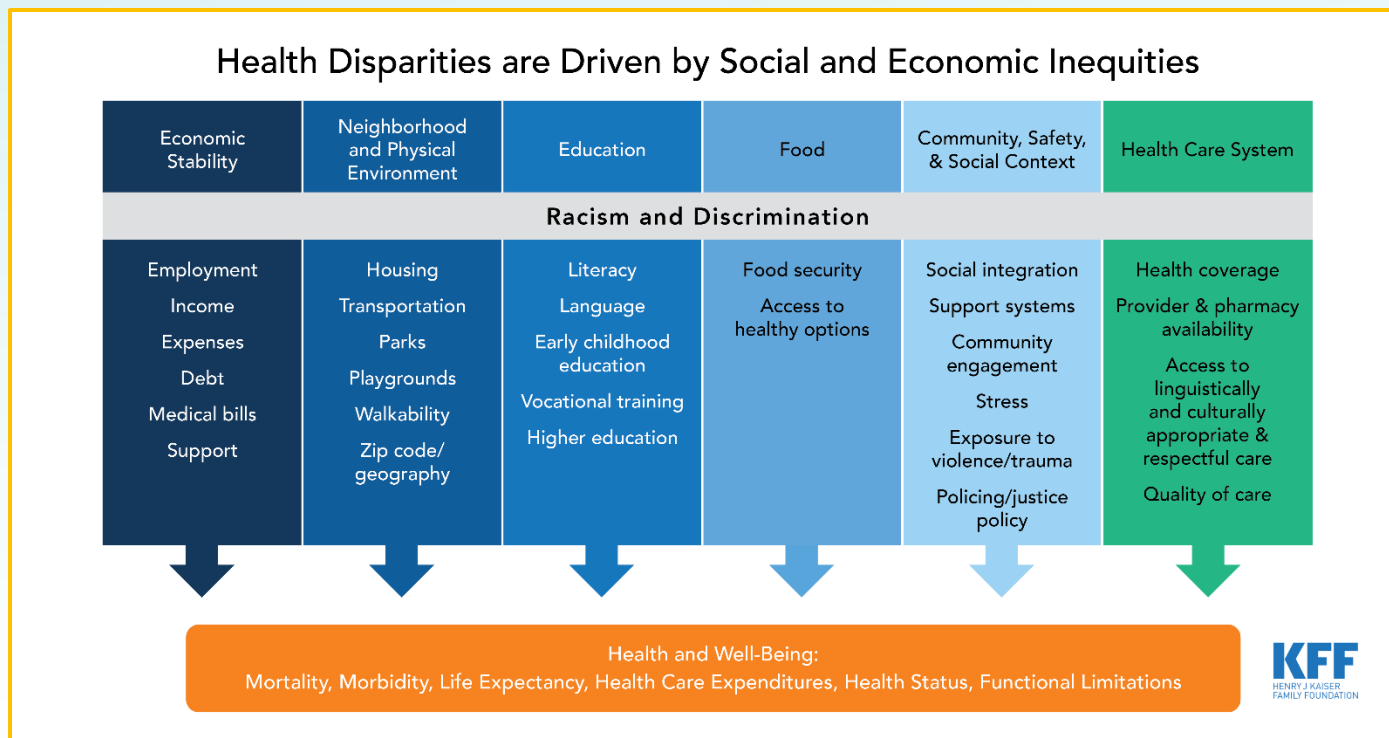 Health Disparities are Driven by Social and Economic Inequities
Economic
Stability
Neighborhood
and Physical
Environment
Education
Food
Community, Safety,
& Social Context
Health Care System
Racism and Discrimination
Employment
Income
Expenses
Debt
Medical bills
Support
Housing
Transportation
Parks
Playgrounds
Walkability
Zip code/
geography
Literacy
Language
Early childhood
education
Vocational training
Higher education
Food security
Access to
healthy options
Social integration
Support systems
Community
engagement
Stress
Exposure to
violence/trauma
Policing/justice
policy
Health coverage
Provider & pharmacy
availability
Access to
linguistically
and culturally
appropriate &
respectful care
Quality of care
Health and Well-Being:
Mortality, Morbidity, Life Expectancy, Health Care Expenditures, Health Status, Functional Limitations
KFF
HENRY J KAISER
FAMILY FOUNDATION